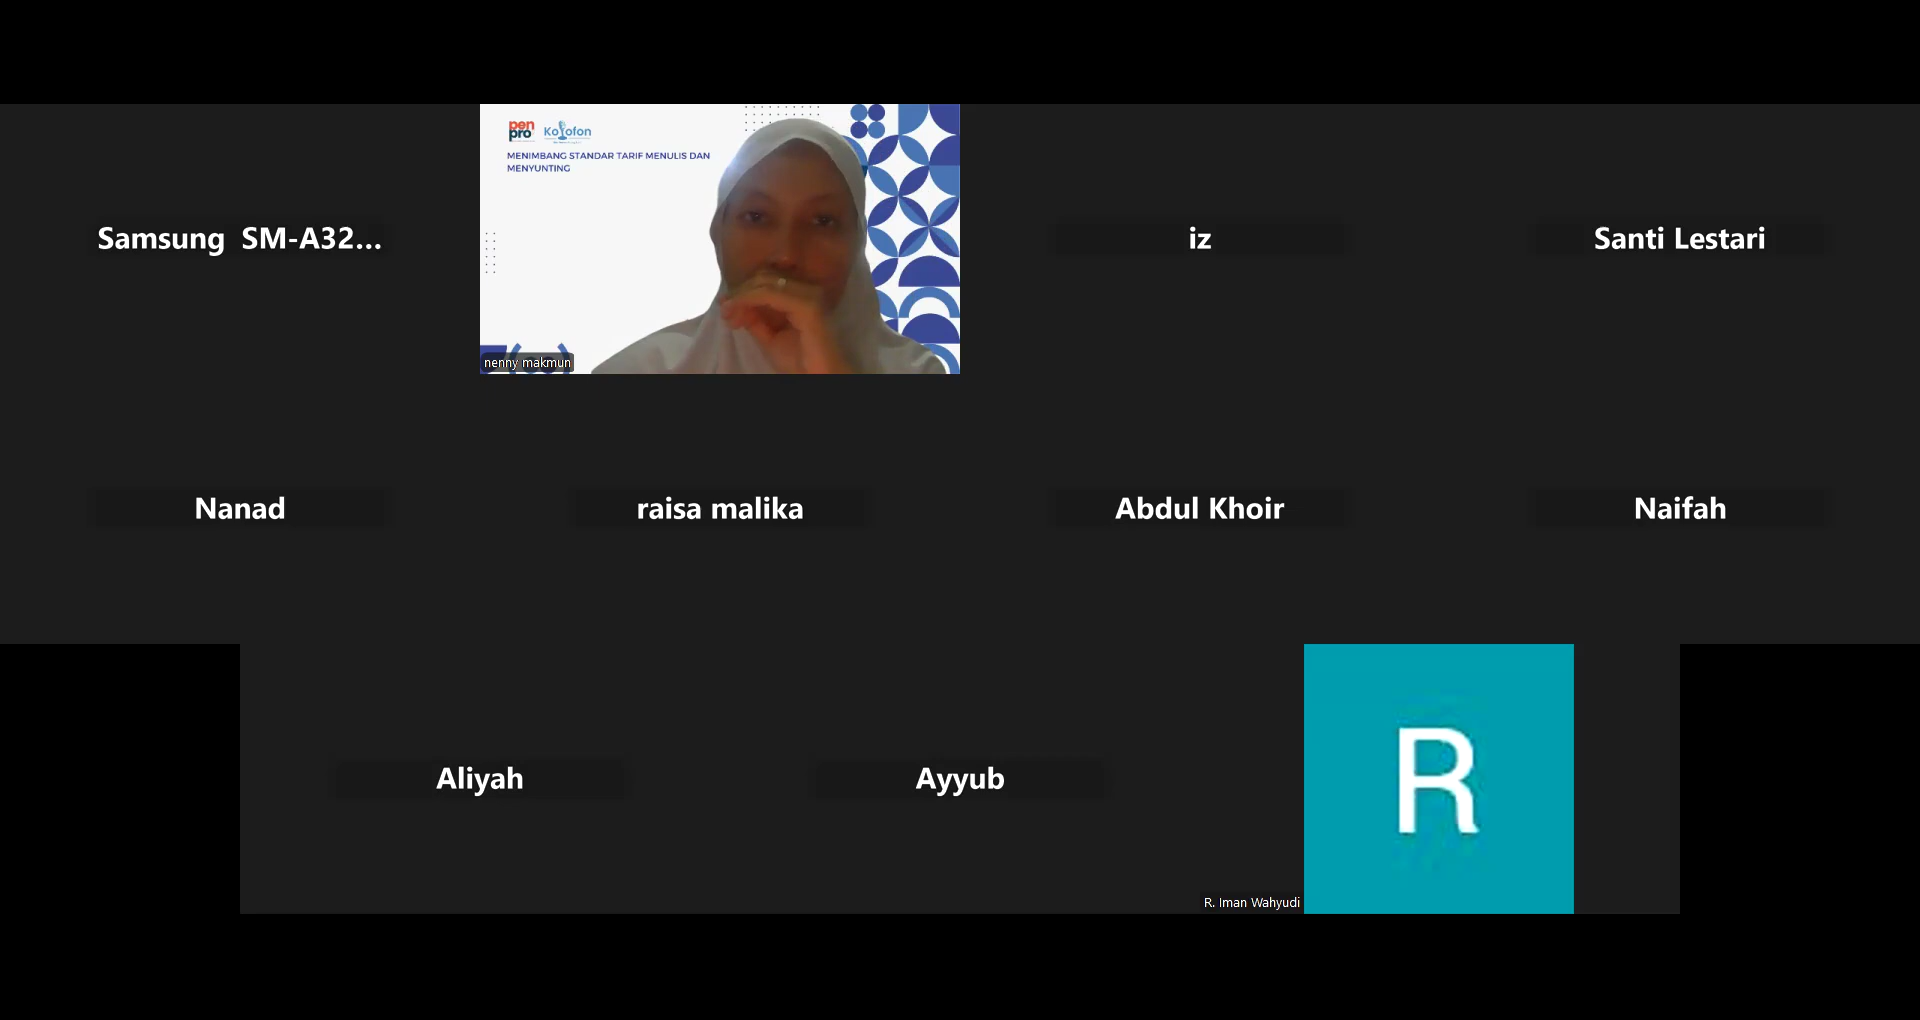 pen
pro
Kolofon
MENIMBANG STANDAR TARIF MENULIS DAN
MENYUNTING
nenny makmun
Samsung SM-A32...
iz
Santi Lestari
Nanad
raisa malika
Abdul Khoir
Naifah
Aliyah
Ayyub
R
R. Iman Wahyudi